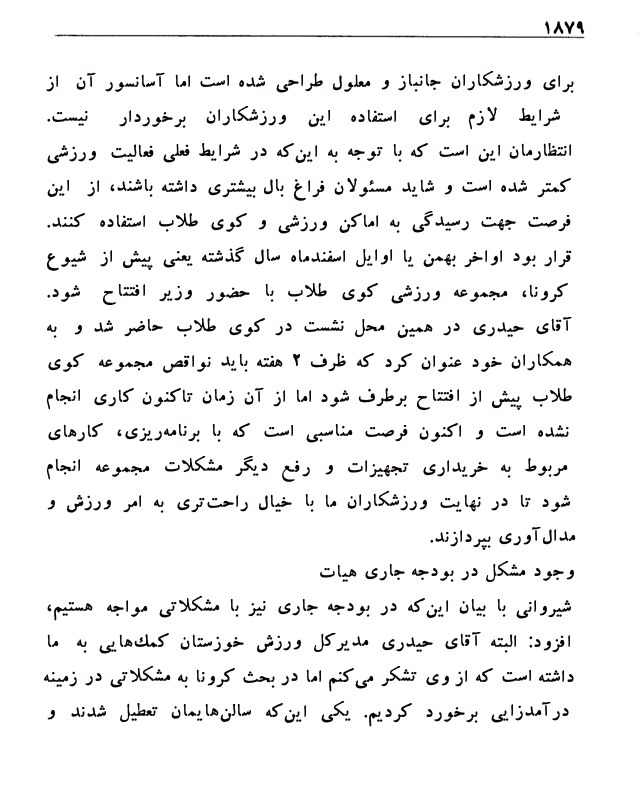 ۱۸۷۹
برای ورزشکاران جانباز و معلول طراحی شده است اما آسانسور آن از
شرایط لازم برای استفاده این ورزشکاران برخوردار نیست.
انتظارمان این است که با توجه به این‌که در شرایط فعلی فعالیت ورزشی
کمتر شده است و شاید مسئولان فراغ بال بیشتری داشته باشند، از این
فرصت جهت رسیدگی به اماکن ورزشی و کوی طلاب استفاده کنند.
قرار بود اواخر بهمن یا اوایل اسفندماه سال گذشته یعنی پیش از شیوع
کرونا، مجموعه ورزشی کوی طلاب با حضور وزیر افتتاح شود.
آقای حیدری در همین محل نشست در کوی طلاب حاضر شد و به
همکاران خود عنوان کرد که ظرف ۲ هفته باید نواقص مجموعه کوی
طلاب پیش از افتتاح برطرف شود اما از آن زمان تاکنون کاری انجام
نشده است و اکنون فرصت مناسبی است که با برنامه‌ریزی، کارهای
مربوط به خریداری تجهیزات و رفع دیگر مشکلات مجموعه انجام
شود تا در نهایت ورزشکاران ما با خیال راحت‌تری به امر ورزش و
مدال‌آوری بپردازند.
وجود مشکل در بودجه جاری هیات
شیروانی با بیان این‌که در بودجه جاری نیز با مشکلاتی مواجه هستیم،
افزود: البته آقای حیدری مدیرکل ورزش خوزستان کمك‌هایی به ما
داشته است که از وی تشکر می‌کنم اما در بحث کرونا به مشکلاتی در زمینه
درآمدزایی برخورد کردیم. یکی این‌که سالن‌هایمان تعطیل شدند و